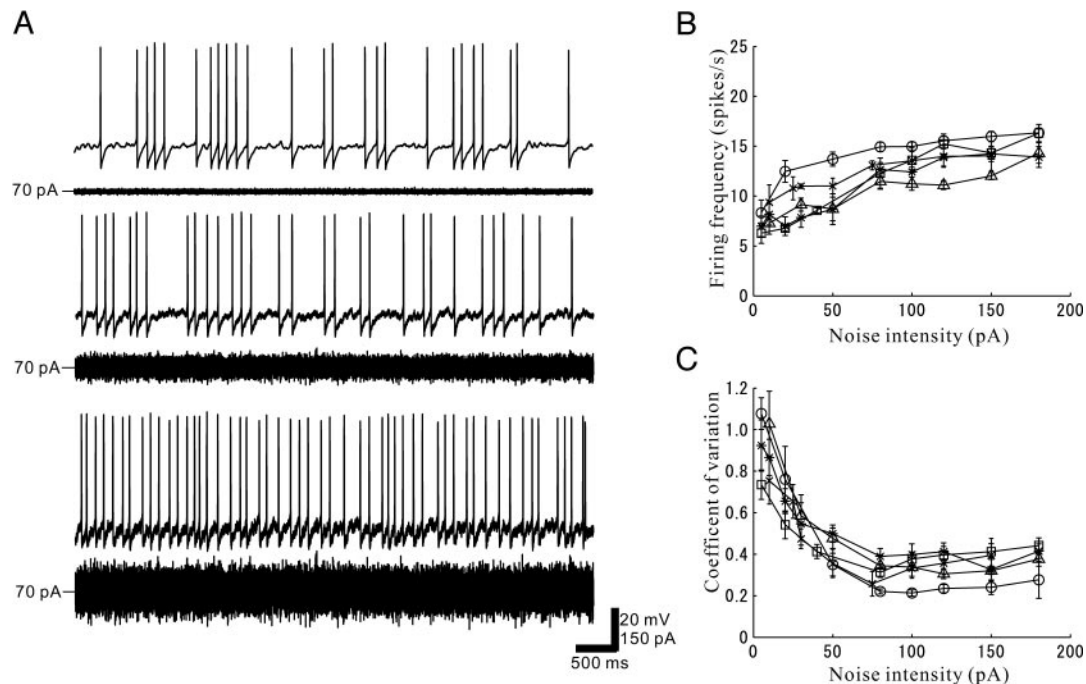 A
70 pA
70 pA
70 pA
20 mV
150 pA
500 ms
B
Firing frequency (spikes/s)
25
20
15
10
5
0
0 50 100 150 200
Noise intensity (pA)
C
Coefficent of variation
1.2
1.0
0.8
0.6
0.4
0.2
0
0 50 100 150 200
Noise intensity (pA)